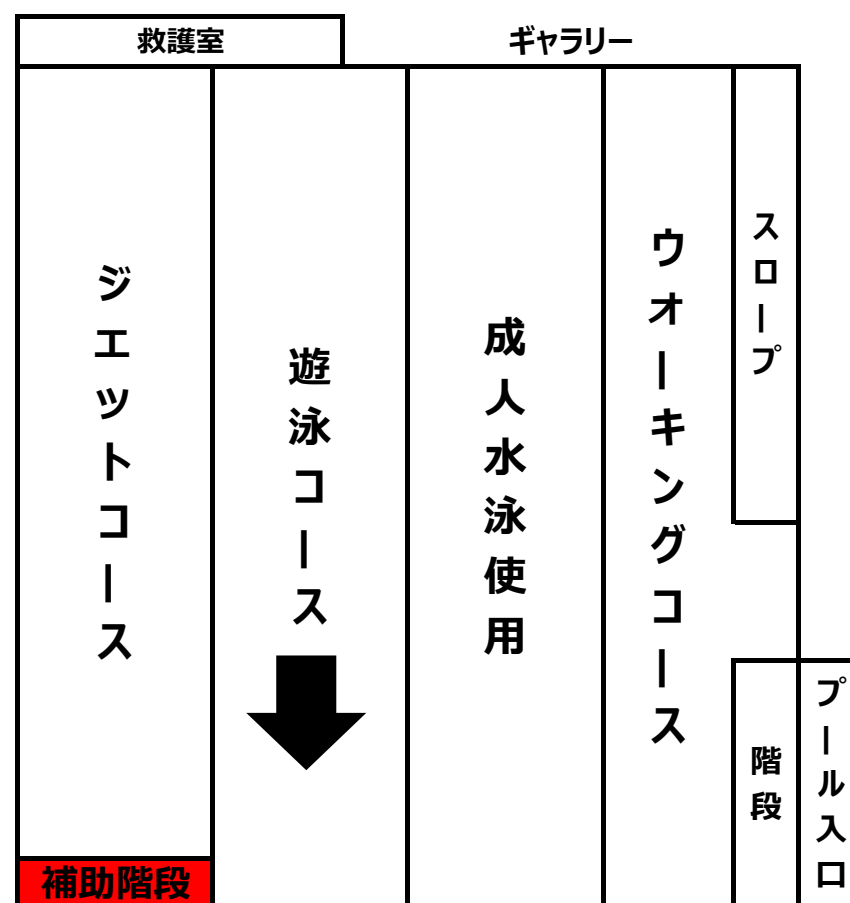 救護室
ギャラリー
ジエットコース
遊泳コース
成人水泳使用
ウオーキングコース
スロープ
階段
プール入口
補助階段